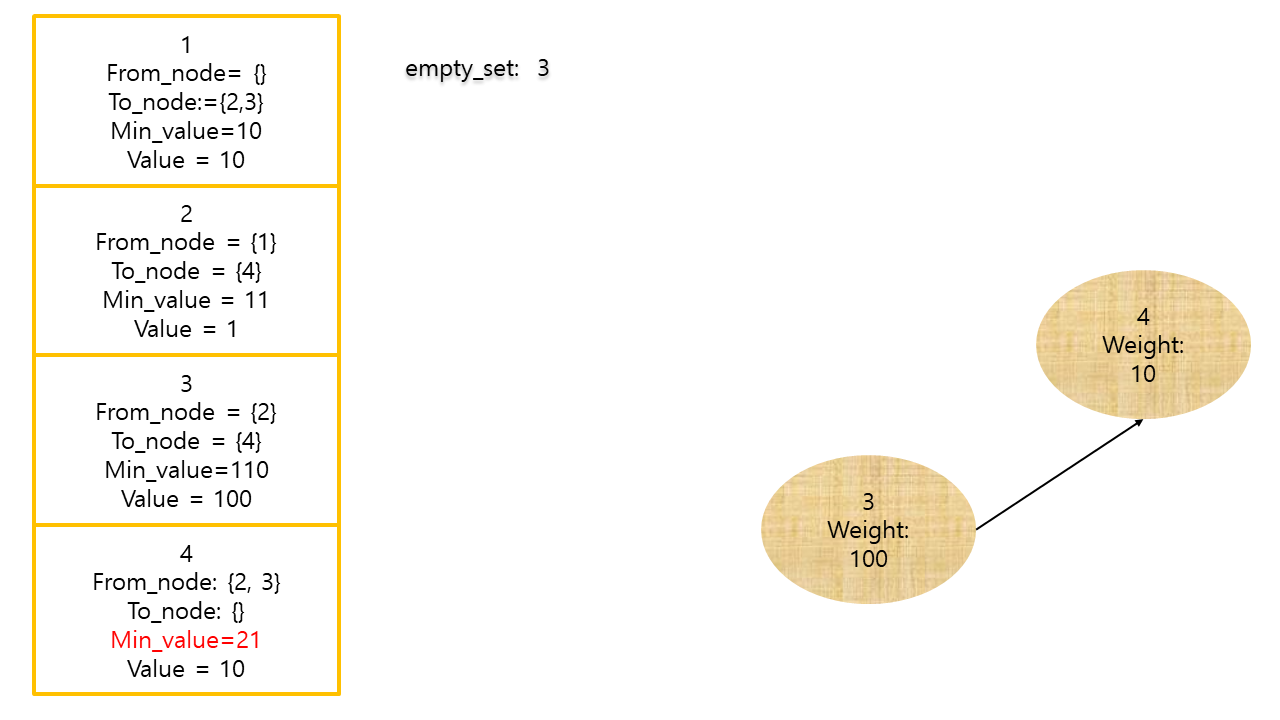 1
From_node= {}
To_node:={2,3}
Min_value=10
Value = 10
2
From_node = {1}
To_node = {4}
Min_value = 11
Value = 1
3
From_node = {2}
To_node = {4}
Min_value=110
Value = 100
4
From_node: {2, 3}
To_node: {}
Min_value=21
Value = 10
empty_set: 3
4
Weight:
10
3
Weight:
100